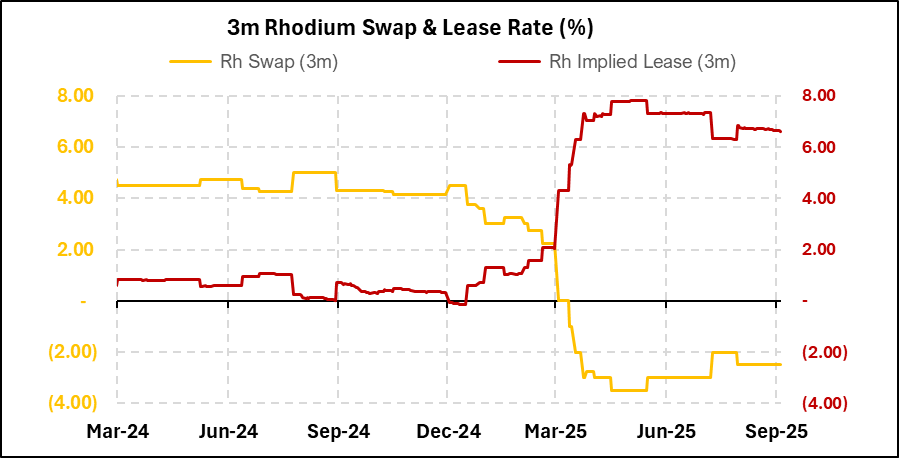 3m Rhodium Swap & Lease Rate (%)
Rh Swap (3m) Rh Implied Lease (3m)
8.00 8.00
6.00 6.00
4.00 4.00
2.00 2.00
- -
(2.00) (2.00)
(4.00) (4.00)
Mar-24 Jun-24 Sep-24 Dec-24 Mar-25 Jun-25 Sep-25